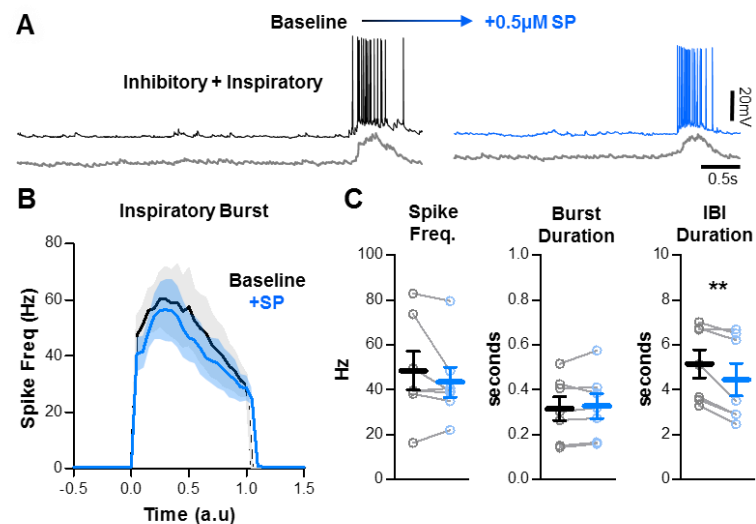 A
Baseline
+0.5µM SP
Inhibitory + Inspiratory
20mV
0.5s
B
Inspiratory Burst
80
60
40
20
0
Spike Freq (Hz)
Baseline
+SP
-0.5
0.0
0.5
1.0
1.5
Time (a.u)
C
Spike
Freq.
100
80
60
40
20
0
Hz
Burst
Duration
1.0
0.8
0.6
0.4
0.2
0.0
seconds
IBI
Duration
10
8
6
4
2
0
seconds
**